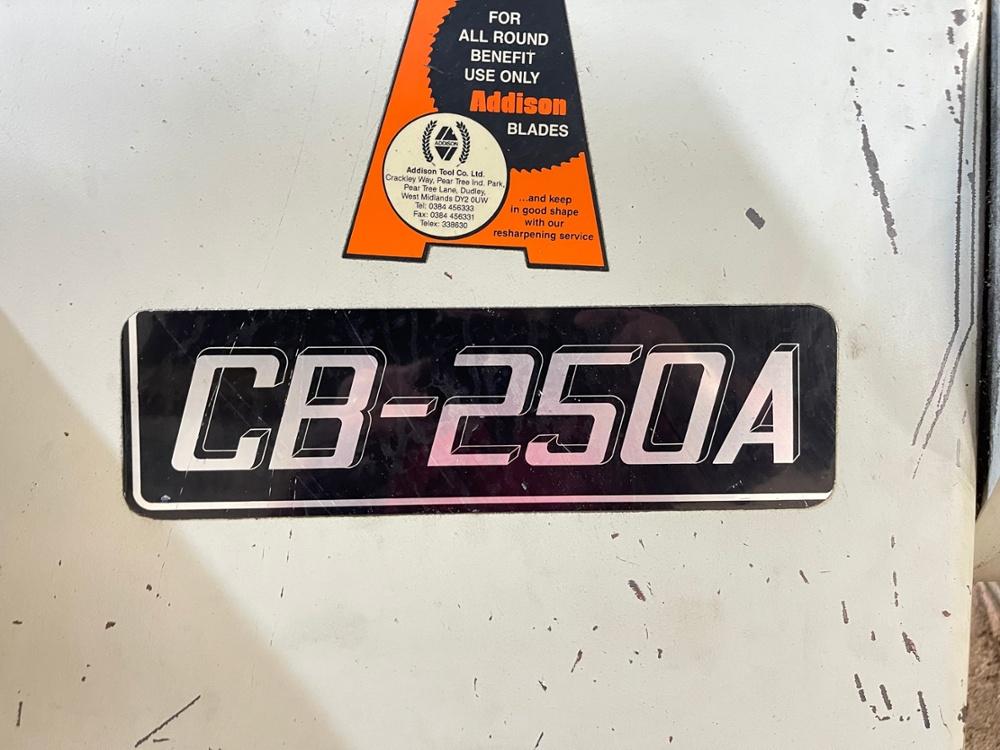 FOR
ALL ROUND
BENEFIT
USE ONLY
Addison
BLADES
ADDISON
Addison Tool Co. Ltd.
Crackley Way, Pear Tree Ind. Park,
Pear Tree Lane, Dudley,
West Midlands DY2 0UW
Tel: 0384 456333
Fax: 0384 456331
Telex: 338630
...and keep
in good shape
with our
resharpening service
CB-250A